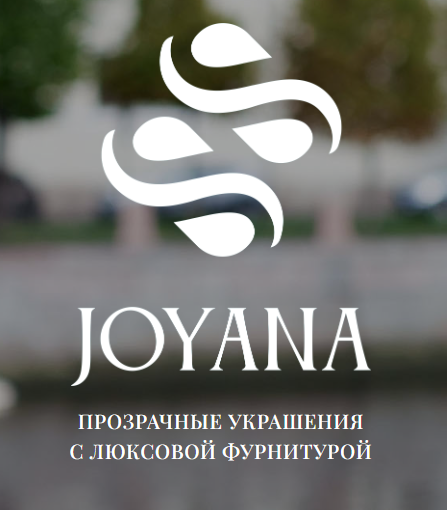 JOYANA
ПРОЗРАЧНЫЕ УКРАШЕНИЯ
С ЛЮКСОВОЙ ФУРНИТУРОЙ